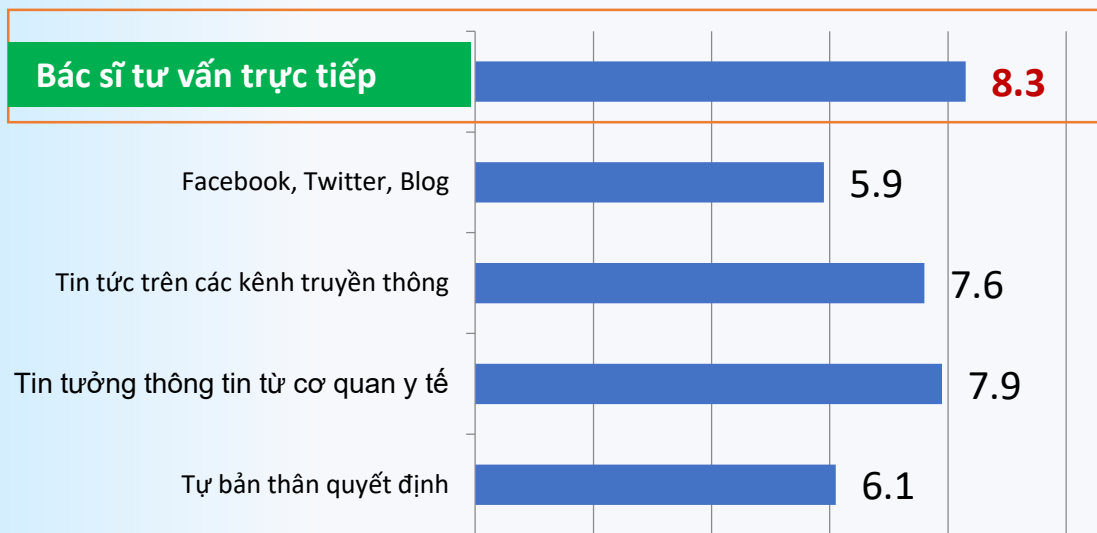 Bác sĩ tư vấn trực tiếp 8.3
Facebook, Twitter, Blog 5.9
Tin tức trên các kênh truyền thông 7.6
Tin tưởng thông tin từ cơ quan y tế 7.9
Tự bản thân quyết định 6.1